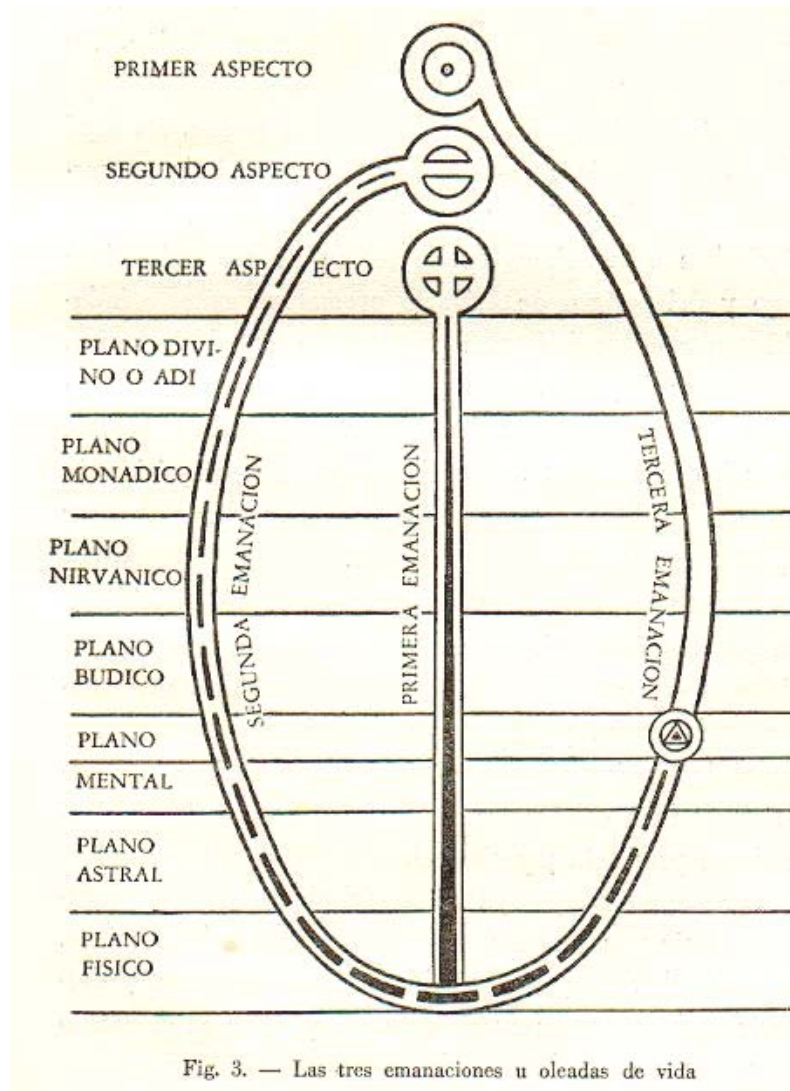 PRIMER ASPECTO
SEGUNDO ASPECTO
TERCER ASPECTO
PLANO DIVI-
NO O ADI
PLANO
MONADICO
PLANO
NIRVANICO
PLANO
BUDICO
PLANO
MENTAL
PLANO
ASTRAL
PLANO
FISICO
SEGUNDA EMANACION
PRIMERA EMANACION
TERCERA EMANACION
Fig. 3. — Las tres emanaciones u oleadas de vida